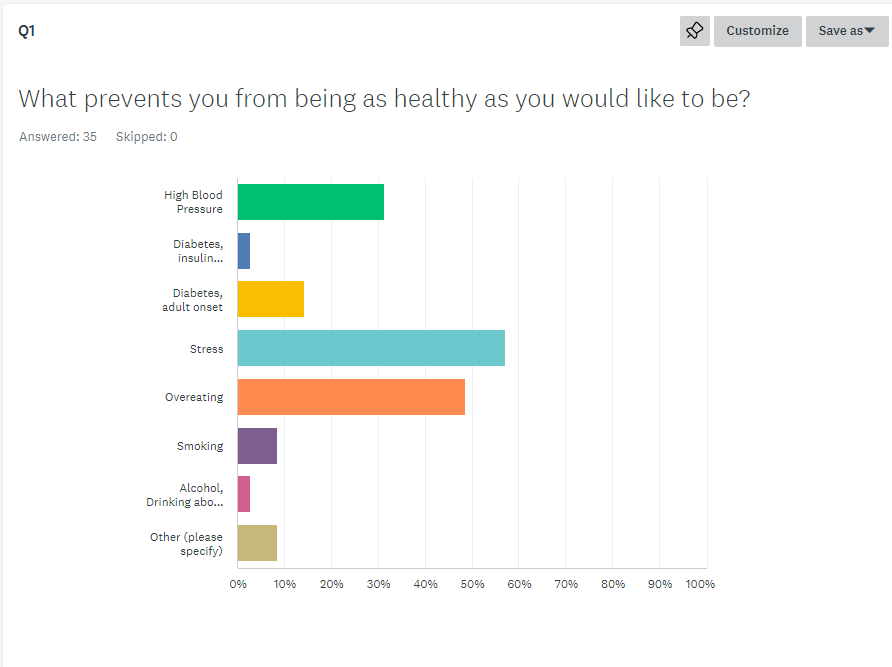 Q1
Customize
Save as
What prevents you from being as healthy as you would like to be?
Answered: 35 Skipped: 0
High Blood
Pressure
Diabetes,
insulin...
Diabetes,
adult onset
Stress
Overeating
Smoking
Alcohol,
Drinking abo...
Other (please
specify)
0% 10% 20% 30% 40% 50% 60% 70% 80% 90% 100%